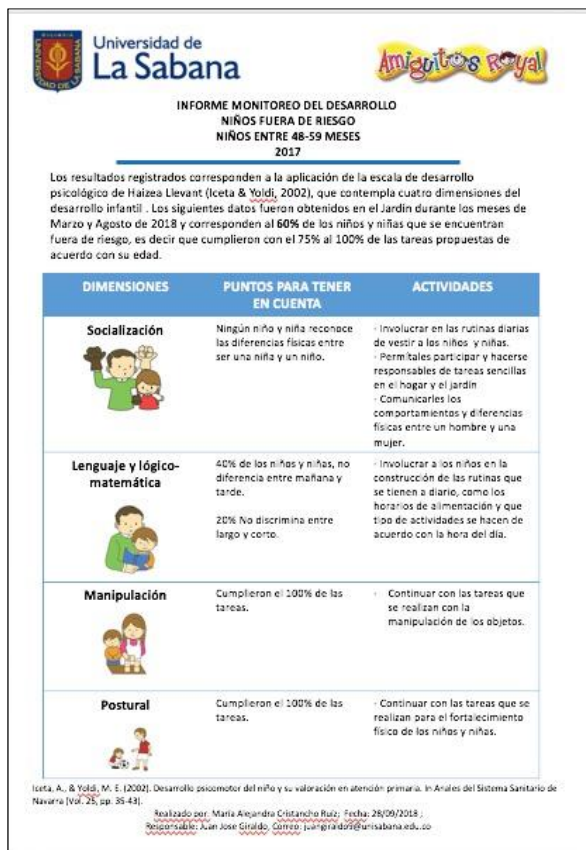 Universidad de
La Sabana
Amiguitos Royal
INFORME MONITOREO DEL DESARROLLO
NIÑOS FUERA DE RIESGO
NIÑOS ENTRE 48-59 MESES
2017
Los resultados registrados corresponden a la aplicación de la escala de desarrollo
psicológico de Haizea Llevant (Iceta & Yoldi, 2002), que contempla cuatro dimensiones del
desarrollo infantil . Los siguientes datos fueron obtenidos en el Jardín durante los meses de
Marzo y Agosto de 2018 y corresponden al 60% de los niños y niñas que se encuentran
fuera de riesgo, es decir que cumplieron con el 75% al 100% de las tareas propuestas de
acuerdo con su edad.
DIMENSIONES
PUNTOS PARA TENER
EN CUENTA
ACTIVIDADES
Socialización
Ningún niño y niña reconoce
las diferencias físicas entre
ser una niña y un niño.
· Involucrar en las rutinas diarias
de vestir a los niños y niñas.
· Permítales participar y hacerse
responsables de tareas sencillas
en el hogar y el jardín
· Comunicarles los
comportamientos y diferencias
físicas entre un hombre y una
mujer.
Lenguaje y lógico-
matemática
40% de los niños y niñas, no
diferencia entre mañana y
tarde.
20% No discrimina entre
largo y corto.
· Involucrar a los niños en la
construcción de las rutinas que
se tienen a diario, como los
horarios de alimentación y que
tipo de actividades se hacen de
acuerdo con la hora del día.
Manipulación
Cumplieron el 100% de las
tareas.
· Continuar con las tareas que
se realizan con la
manipulación de los objetos.
Postural
Cumplieron el 100% de las
tareas.
· Continuar con las tareas que se
realizan para el fortalecimiento
físico de los niños y niñas.
Iceta, A., & Yoldi, M. E. (2002). Desarrollo psicomotor del niño y su valoración en atención primaria. In Anales del Sistema Sanitario de
Navarra (Vol. 25, pp. 35-43).
Realizado por: María Alejandra Cristancho Ruiz; Fecha: 28/09/2018 ;
Responsable: Juan Jose Giraldo, Correo: